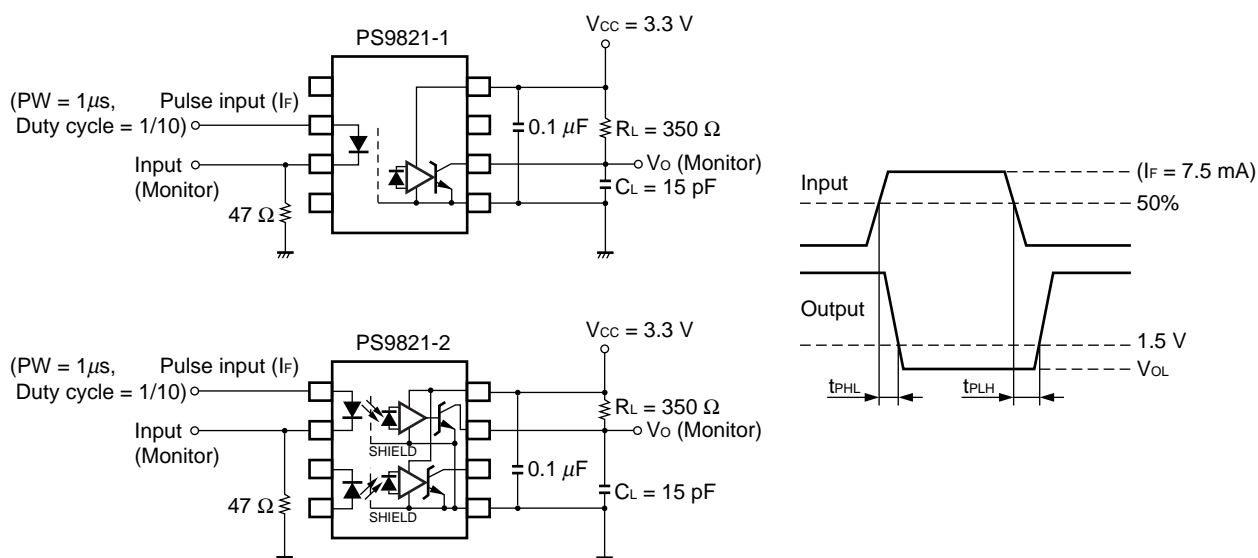 VCC = 3.3 V
PS9821-1
(PW = 1μs, Pulse input (IF)
Duty cycle = 1/10)
Input
(Monitor)
47 Ω
0.1 μF
RL = 350 Ω
VO (Monitor)
CL = 15 pF
VCC = 3.3 V
PS9821-2
(PW = 1μs, Pulse input (IF)
Duty cycle = 1/10)
Input
(Monitor)
47 Ω
SHIELD
SHIELD
0.1 μF
RL = 350 Ω
VO (Monitor)
CL = 15 pF
Input
(IF = 7.5 mA)
50%
Output
1.5 V
VOL
tPHL
tPLH